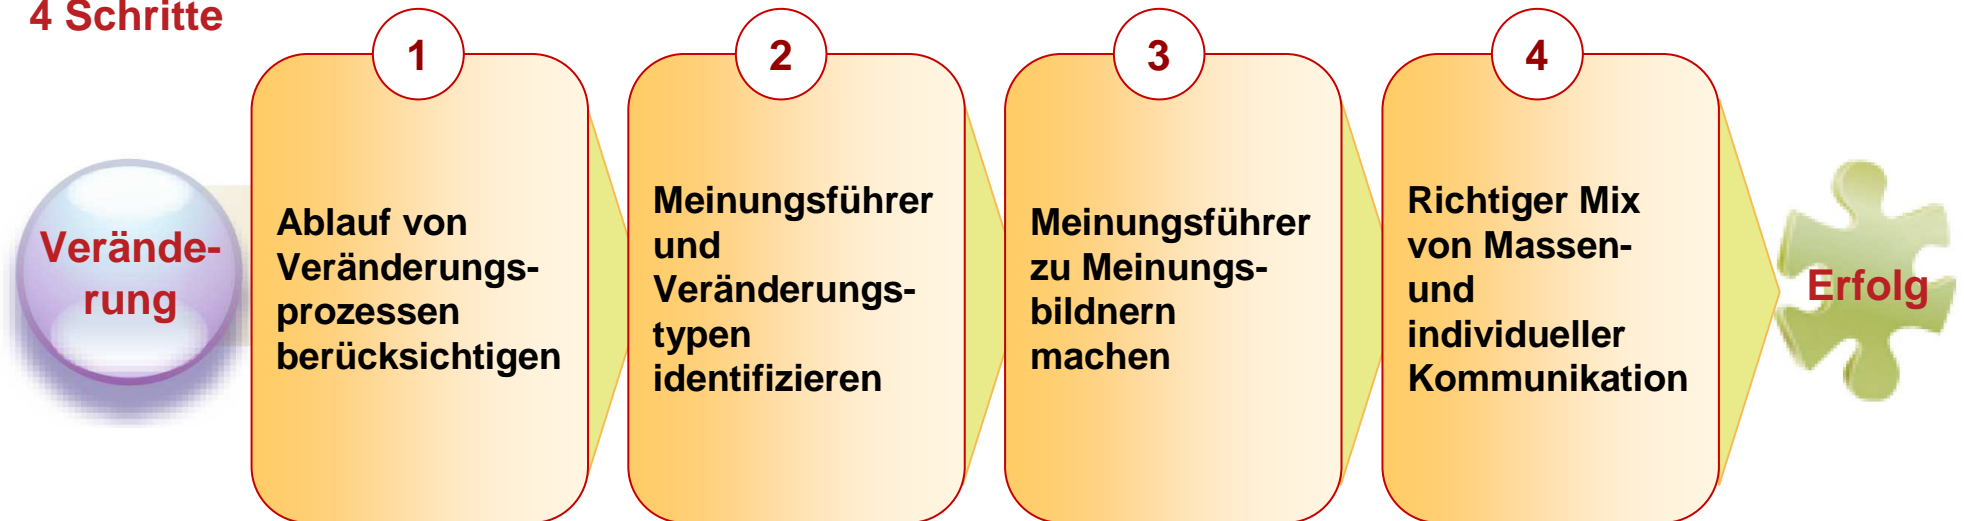 4 Schritte
Verände-
rung
1
Ablauf von
Veränderungs-
prozessen
berücksichtigen
2
Meinungsführer
und
Veränderungs-
typen
identifizieren
3
Meinungsführer
zu Meinungs-
bildnern
machen
4
Richtiger Mix
von Massen-
und
individueller
Kommunikation
Erfolg